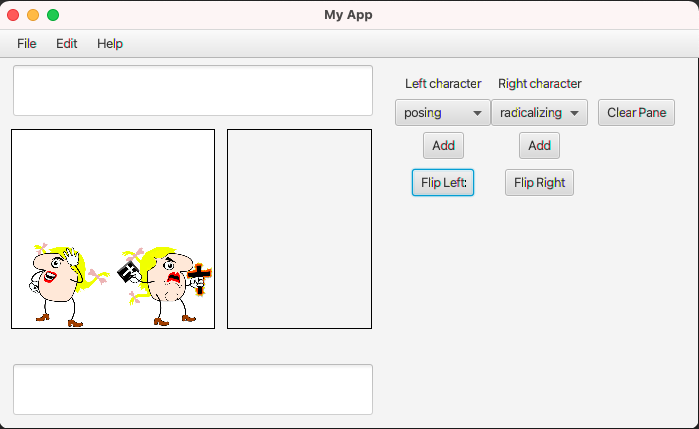 My App
File Edit Help
Left character Right character
posing radicalizing Clear Pane
Add Add
Flip Left: Flip Right